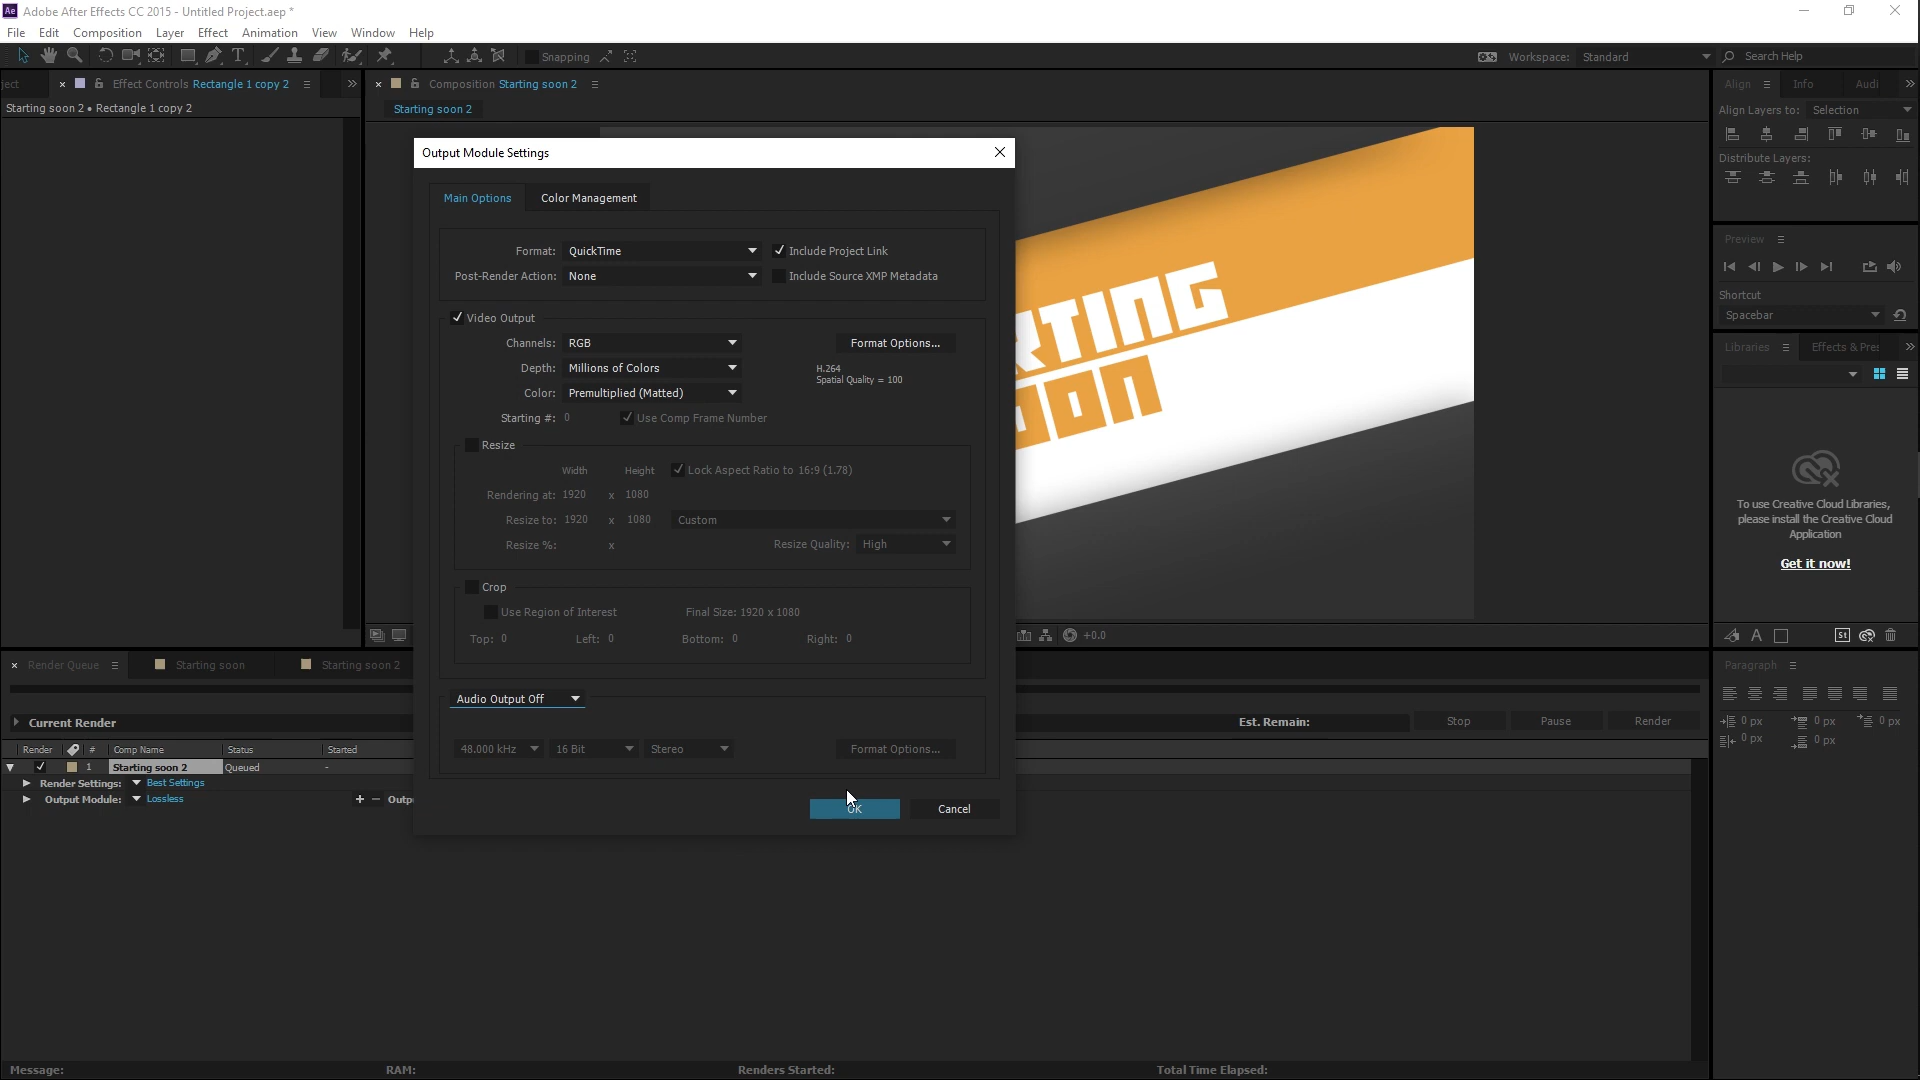 Adobe After Effects CC 2015 - Untitled Project.aep *
File Edit Composition Layer Effect Animation View Window Help
Snapping
Workspace: Standard
Search Help
Effect Controls Rectangle 1 copy 2
Composition Starting soon 2
Align Info
Starting soon 2 • Rectangle 1 copy 2
Starting soon 2
Align Layers to: Selection
Distribute Layers:
Output Module Settings
Main Options Color Management
Format: QuickTime Include Project Link
Post-Render Action: None Include Source XMP Metadata
Video Output
Channels: RGB Format Options...
Depth: Millions of Colors
H.264
Spatial Quality = 100
Color: Premultiplied (Matted)
Starting #: 0 Use Comp Frame Number
Resize
Width Height Lock Aspect Ratio to 16:9 (1.78)
Rendering at: 1920 x 1080
Resize to: 1920 x 1080 Custom
Resize %: x Resize Quality: High
Crop
Use Region of Interest Final Size: 1920 x 1080
Top: 0 Left: 0 Bottom: 0 Right: 0
Audio Output Off
48.000 kHz 16 Bit Stereo Format Options...
OK Cancel
RTING
ON
+0.0
Preview
Shortcut
Spacebar
Libraries Effects & Pre
To use Creative Cloud Libraries,
please install the Creative Cloud
Application
Get it now!
St
Paragraph
0 px 0 px 0 px
0 px 0 px
Render Queue Starting soon Starting soon 2
Current Render Est. Remain: Stop Pause Render
Render # Comp Name Status Started
1 Starting soon 2 Queued -
Render Settings: Best Settings
Output Module: Lossless + − Outp
Message: RAM: Renders Started: Total Time Elapsed: